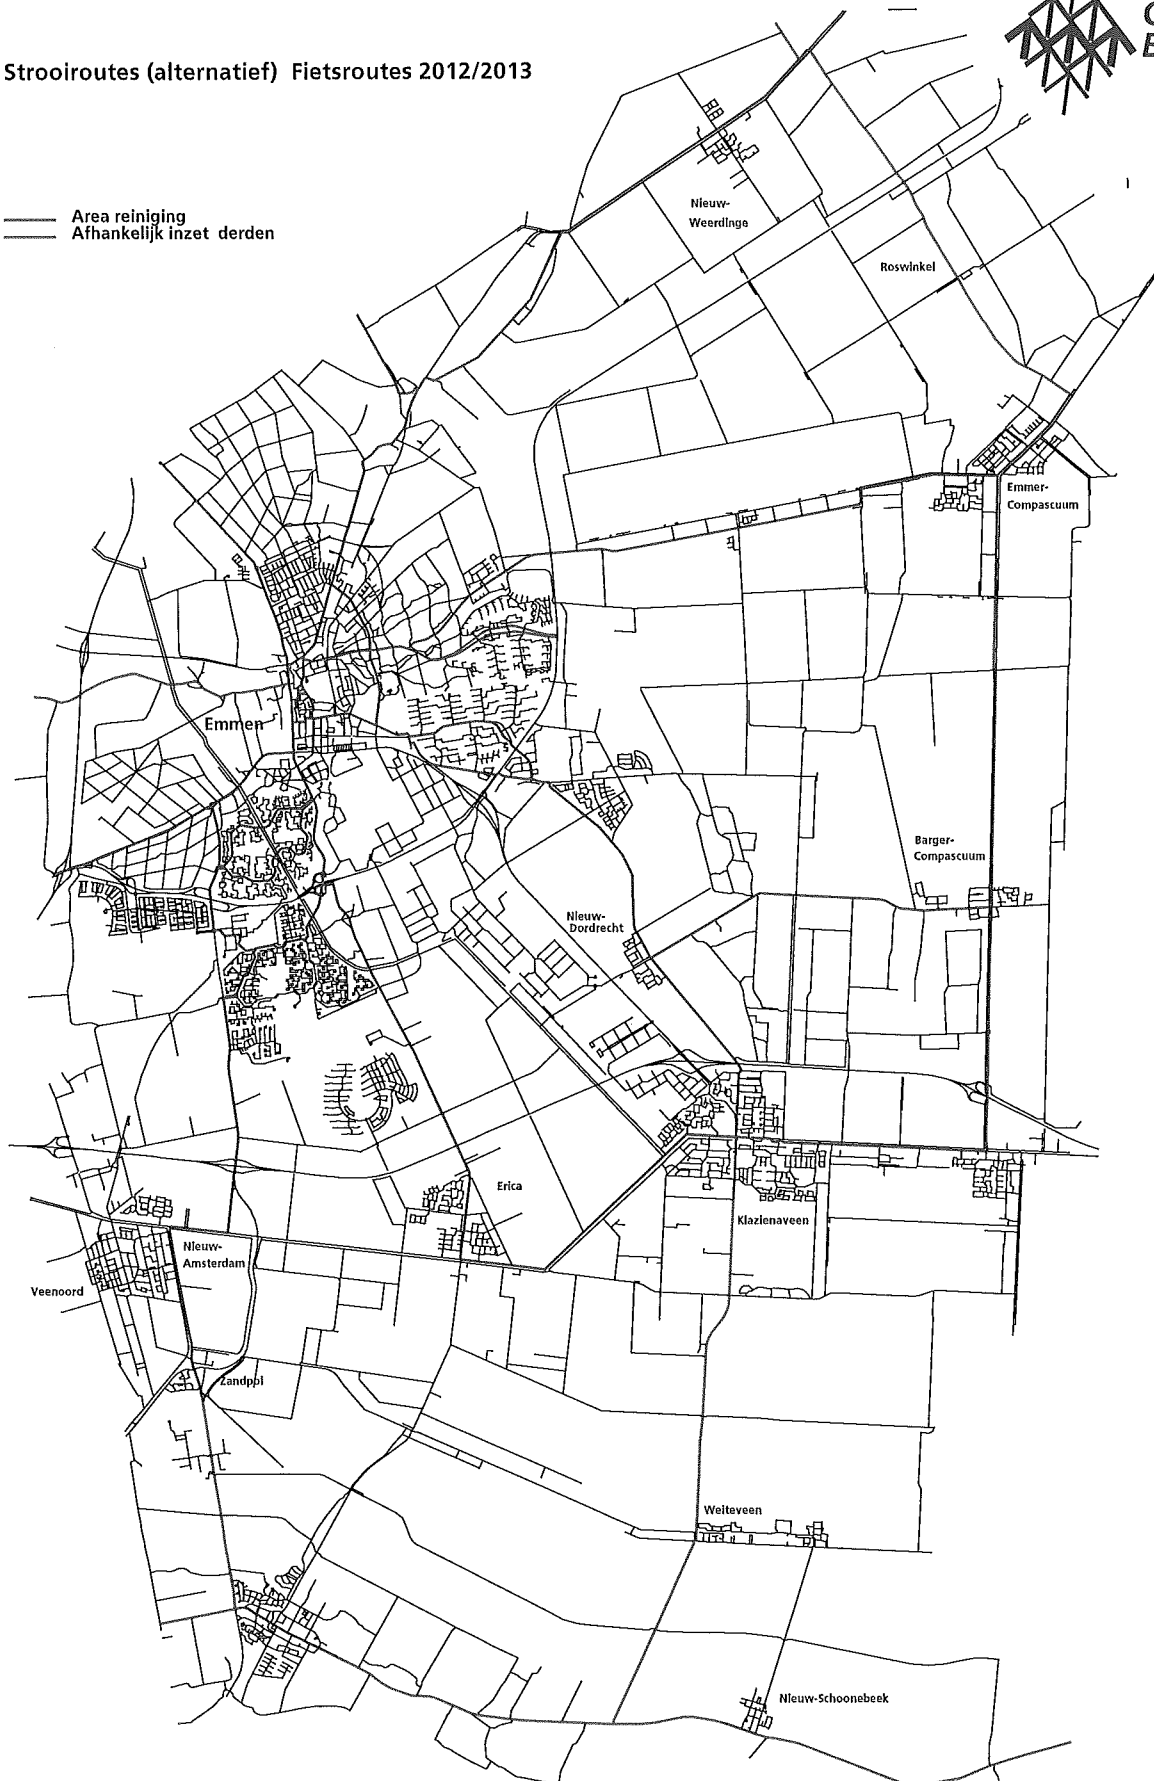 Strooiroutes (alternatief) Fietsroutes 2012/2013
Area reiniging
Afhankelijk inzet derden
Nieuw-
Weerdinge
Roswinkel
Emmer-
Compascuum
Emmen
Barger-
Compascuum
Nieuw-
Dordrecht
Erica
Klazienaveen
Nieuw-
Amsterdam
Veenoord
Zandpol
Weiteveen
Nieuw-Schoonebeek